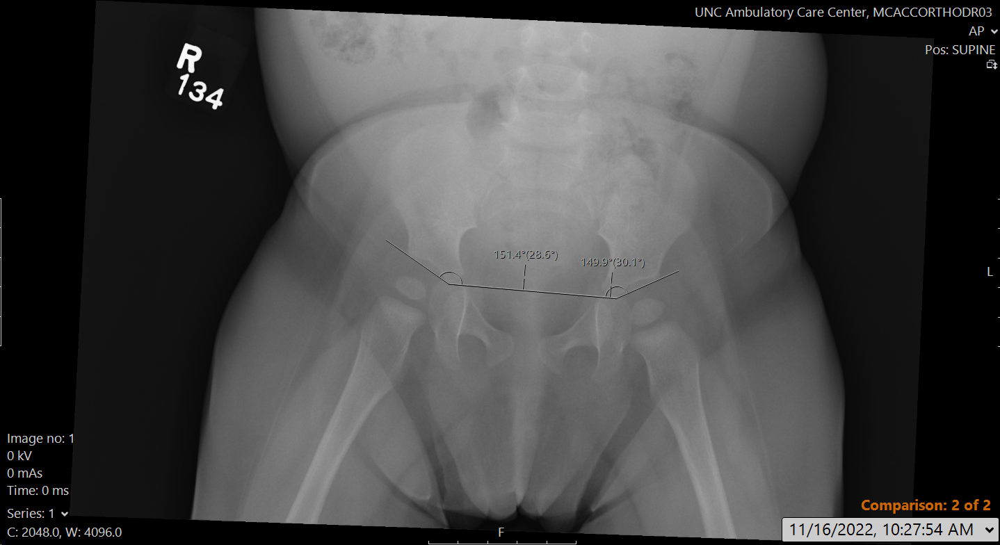 UNC Ambulatory Care Center, MCACCORTHODR03
AP
Pos: SUPINE
R
134
151.4°(28.6°)
149.9°(30.1°)
L
Image no: 1
0 kV
0 mAs
Time: 0 ms
Series: 1
C: 2048.0, W: 4096.0
F
Comparison: 2 of 2
11/16/2022, 10:27:54 AM